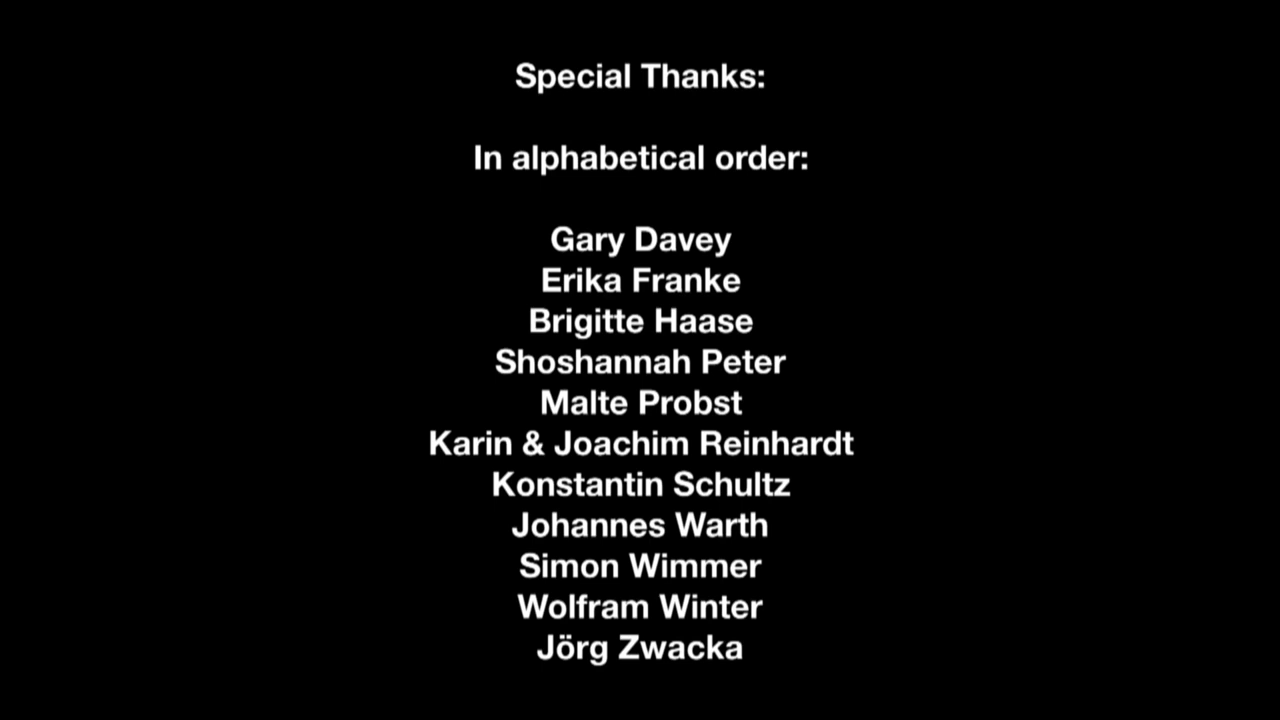 Special Thanks:
In alphabetical order:
Gary Davey
Erika Franke
Brigitte Haase
Shoshannah Peter
Malte Probst
Karin & Joachim Reinhardt
Konstantin Schultz
Johannes Warth
Simon Wimmer
Wolfram Winter
Jörg Zwacka